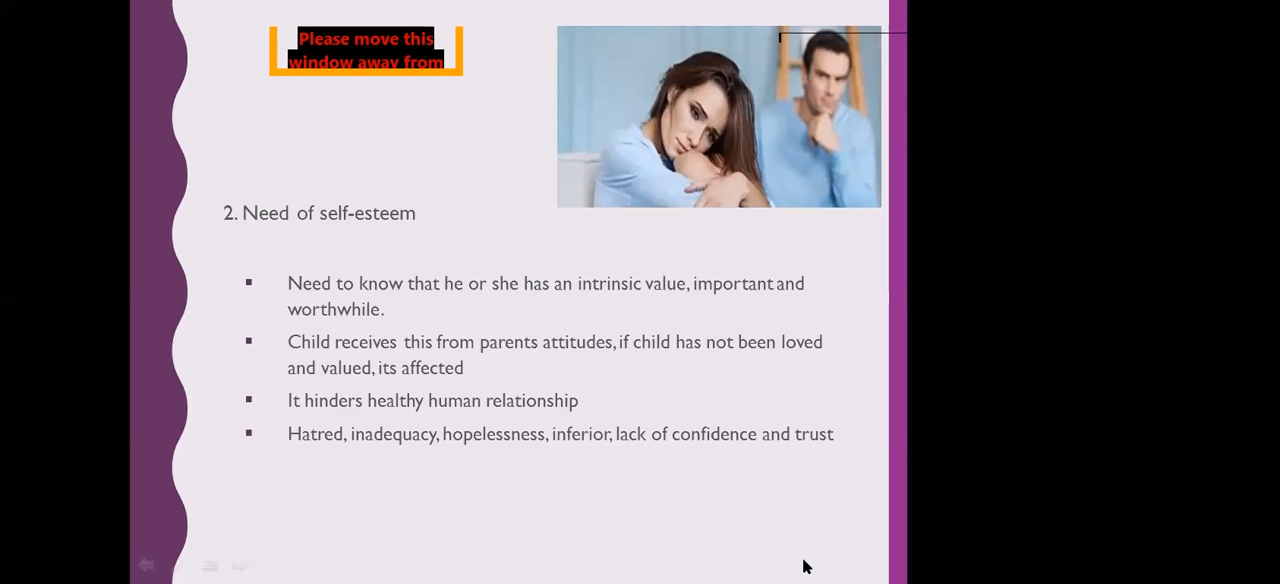 Please move this
window away from
2. Need of self-esteem
▪ Need to know that he or she has an intrinsic value, important and
worthwhile.
▪ Child receives this from parents attitudes, if child has not been loved
and valued, its affected
▪ It hinders healthy human relationship
▪ Hatred, inadequacy, hopelessness, inferior, lack of confidence and trust